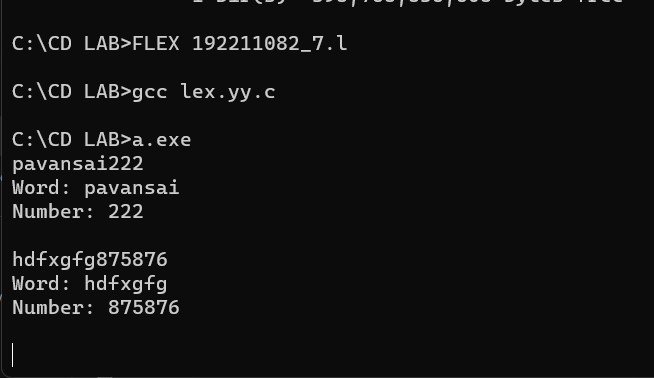 C:\CD LAB>FLEX 192211082_7.l
C:\CD LAB>gcc lex.yy.c
C:\CD LAB>a.exe
pavansai222
Word: pavansai
Number: 222
hdfxgfg875876
Word: hdfxgfg
Number: 875876